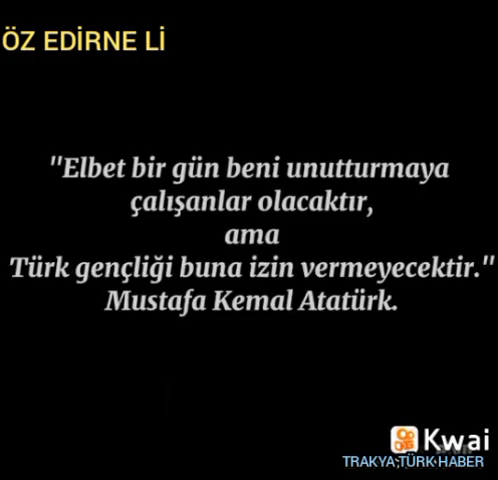 ÖZ EDİRNE Lİ
"Elbet bir gün beni unutturmaya
çalışanlar olacaktır,
ama
Türk gençliği buna izin vermeyecektir."
Mustafa Kemal Atatürk.
Kwai
TRAKYA TÜRK HABER